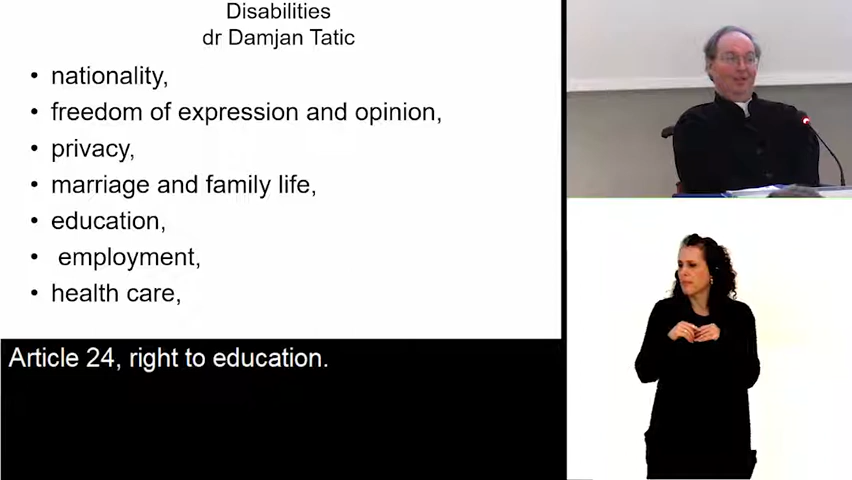 Disabilities
dr Damjan Tatic
• nationality,
• freedom of expression and opinion,
• privacy,
• marriage and family life,
• education,
• employment,
• health care,
Article 24, right to education.